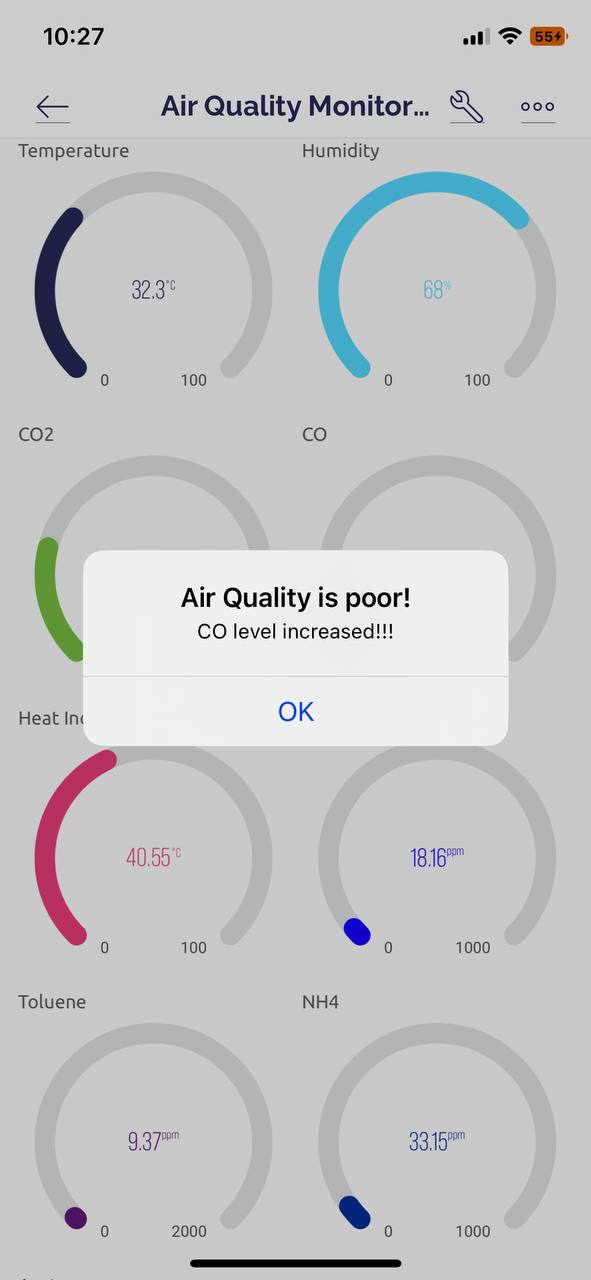 10:27
55
Air Quality Monitor...
Temperature
Humidity
32.3°C
68%
0 100
0 100
CO2
CO
Air Quality is poor!
CO level increased!!!
OK
Heat In
40.55°C
18.16ppm
0 100
0 1000
Toluene
NH4
9.37ppm
33.15ppm
0 2000
0 1000